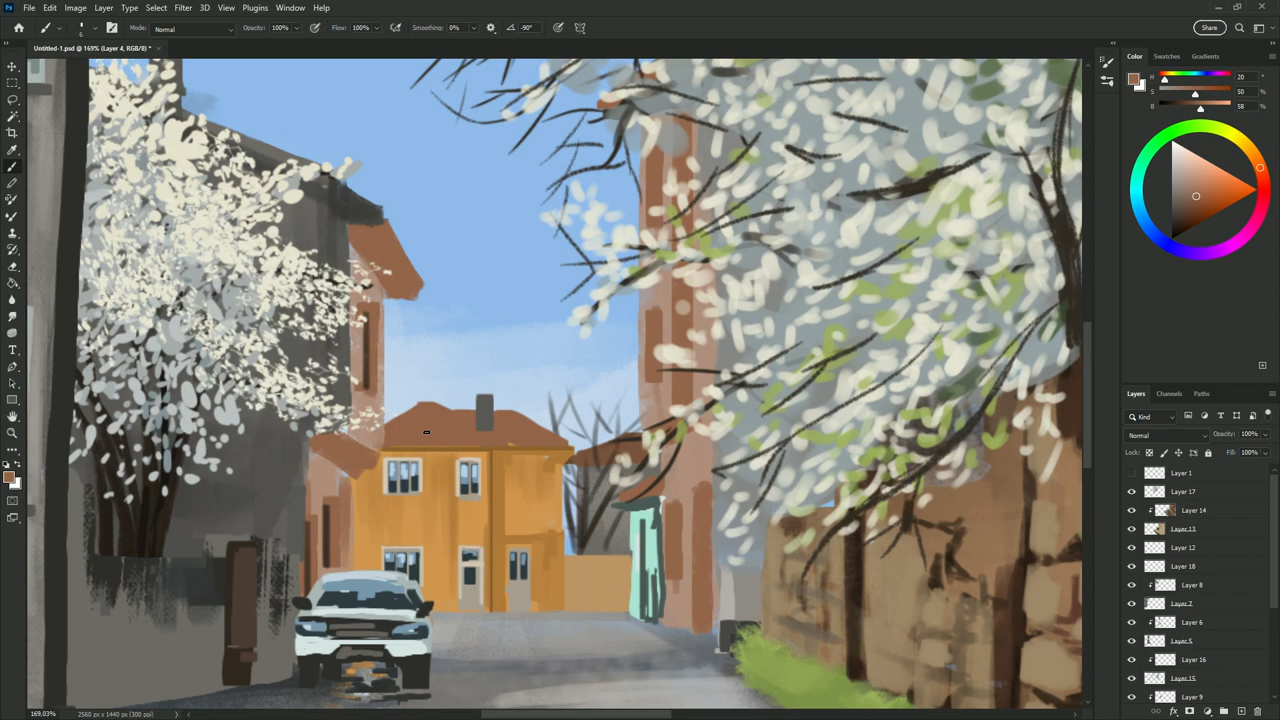 Ps File Edit Image Layer Type Select Filter 3D View Plugins Window Help
6 Mode: Normal Opacity: 100% Flow: 100% Smoothing: 0% -90° Share
Untitled-1.psd @ 169% (Layer 4, RGB/8) *
Color Swatches Gradients
H 20 °
S 50 %
B 58 %
Layers Channels Paths
Kind
Normal Opacity: 100%
Lock: Fill: 100%
Layer 1
Layer 17
Layer 14
Layer 13
Layer 12
Layer 18
Layer 8
Layer 7
Layer 6
Layer 5
Layer 16
Layer 15
Layer 9
169,03% 2560 px x 1440 px (300 ppi)